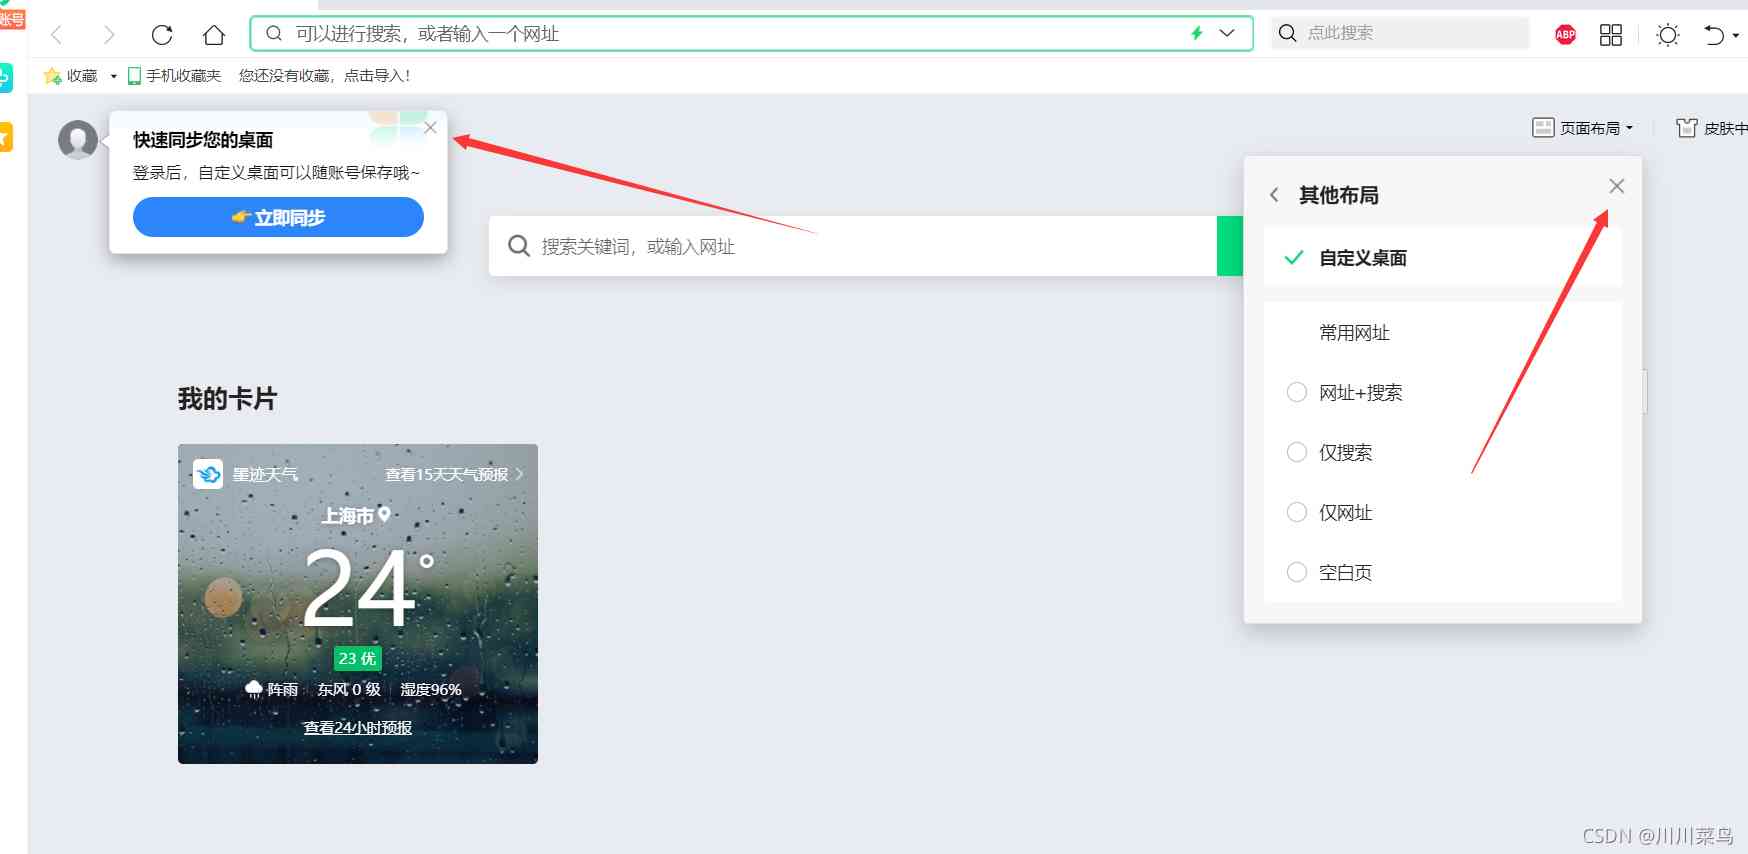 账号
可以进行搜索，或者输入一个网址
点此搜索
ABP
收藏
手机收藏夹
您还没有收藏，点击导入！
快速同步您的桌面
登录后，自定义桌面可以随账号保存哦~
立即同步
页面布局
皮肤中
搜索关键词，或输入网址
其他布局
自定义桌面
常用网址
网址+搜索
仅搜索
仅网址
空白页
我的卡片
墨迹天气
查看15天天气预报
上海市
24°
23 优
阵雨 东风 0 级 湿度96%
查看24小时预报
CSDN @川川菜鸟